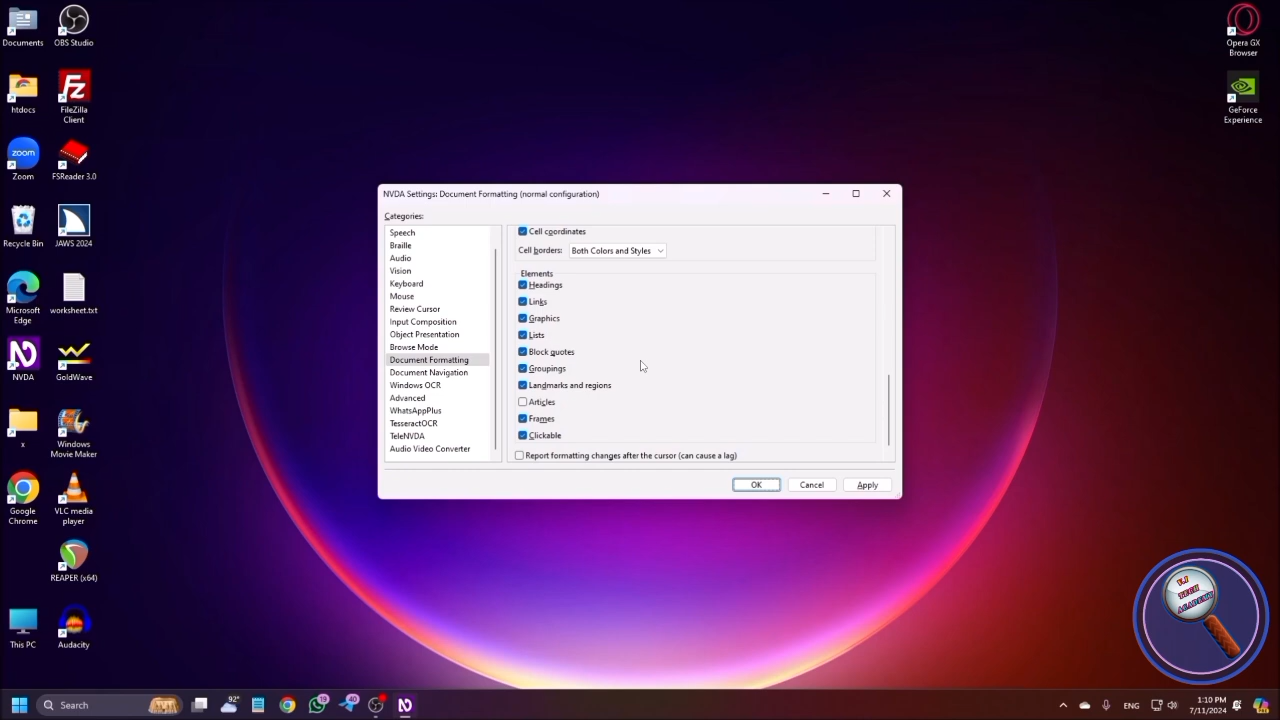 Documents
OBS Studio
htdocs
FileZilla
Client
zoom
Zoom
FSReader 3.0
Recycle Bin
JAWS 2024
Microsoft
Edge
worksheet.txt
NVDA
GoldWave
x
Windows
Movie Maker
Google
Chrome
VLC media
player
REAPER (x64)
This PC
Audacity
Opera GX
Browser
GeForce
Experience
NVDA Settings: Document Formatting (normal configuration)
Categories:
Speech
Braille
Audio
Vision
Keyboard
Mouse
Review Cursor
Input Composition
Object Presentation
Browse Mode
Document Formatting
Document Navigation
Windows OCR
Advanced
WhatsAppPlus
TesseractOCR
TeleNVDA
Audio Video Converter
Cell coordinates
Cell borders: Both Colors and Styles
Elements
Headings
Links
Graphics
Lists
Block quotes
Groupings
Landmarks and regions
Articles
Frames
Clickable
Report formatting changes after the cursor (can cause a lag)
OK Cancel Apply
V.I
TECH
ACADEMY
Search
92°
19
40
ENG
1:10 PM
7/11/2024